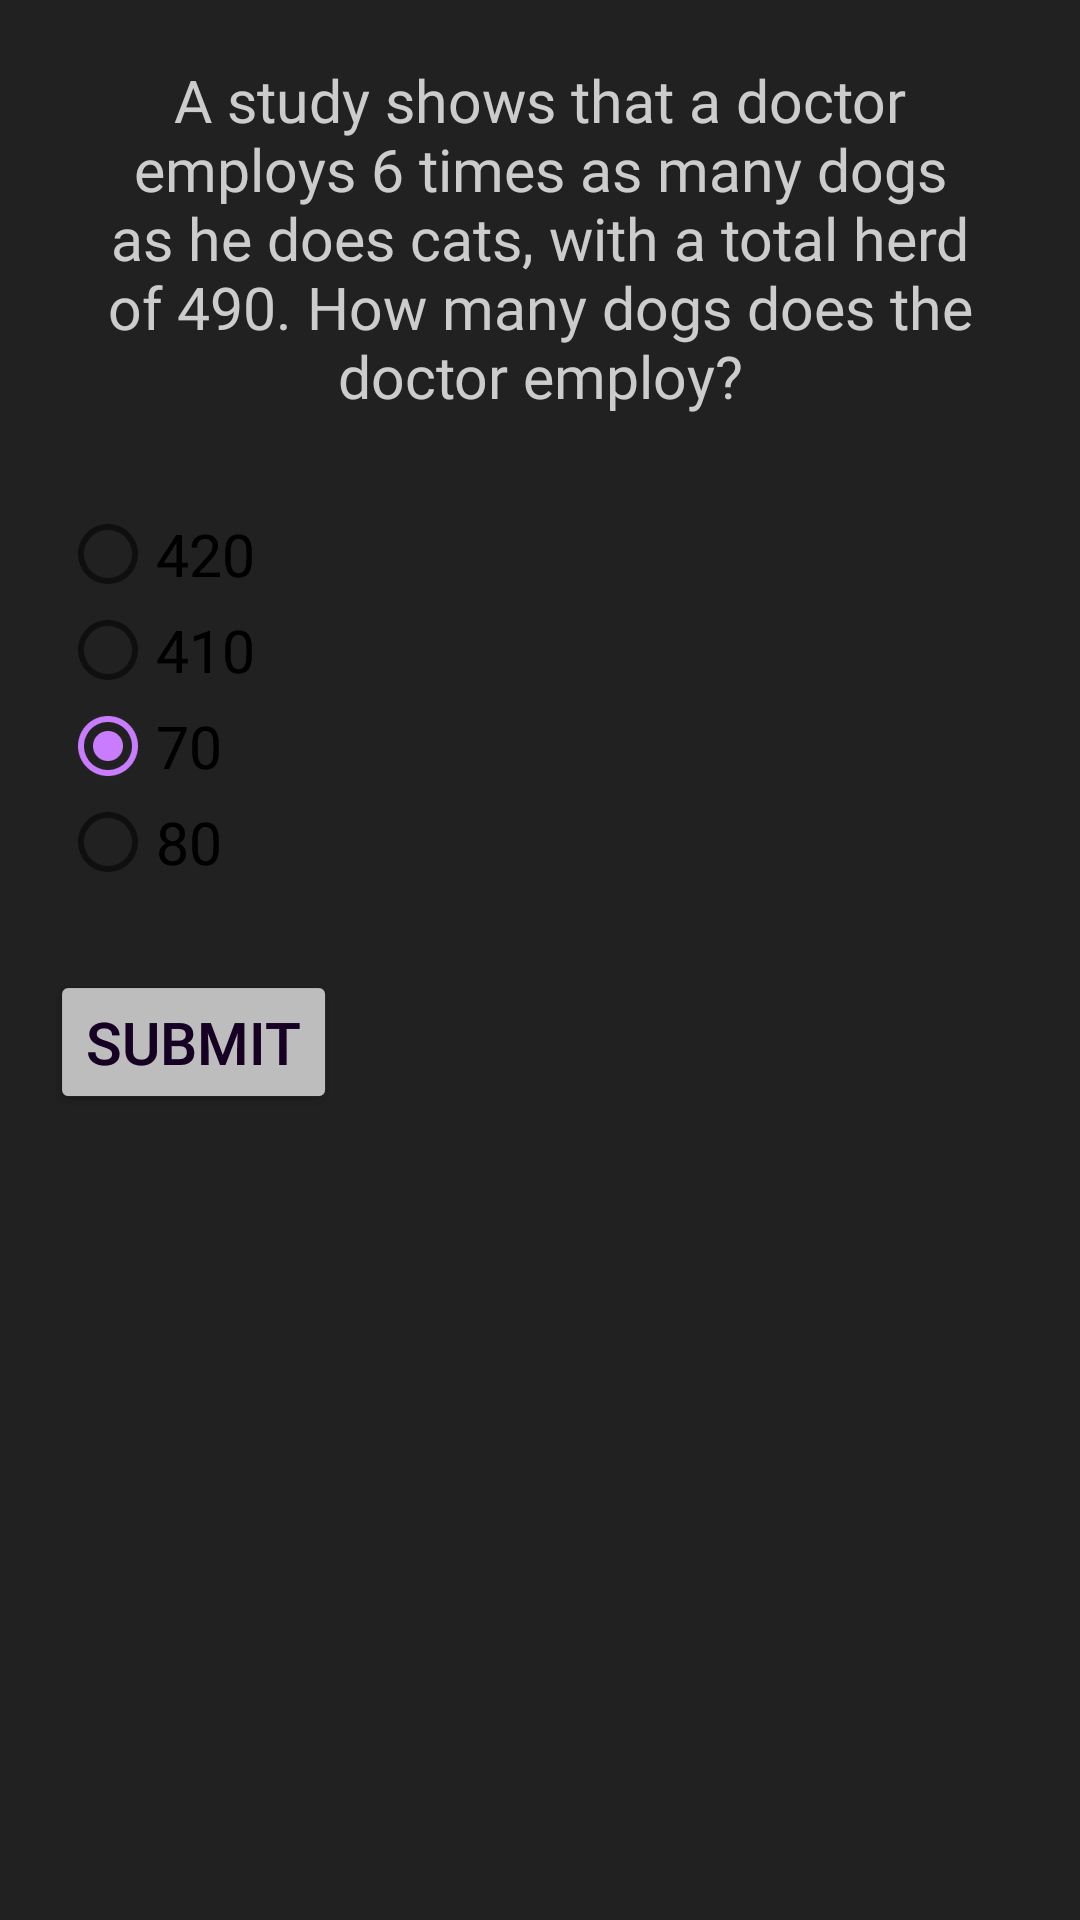 A study shows that a doctor
employs 6 times as many dogs
as he does cats, with a total herd
of 490. How many dogs does the
doctor employ?
420
410
70
80
SUBMIT